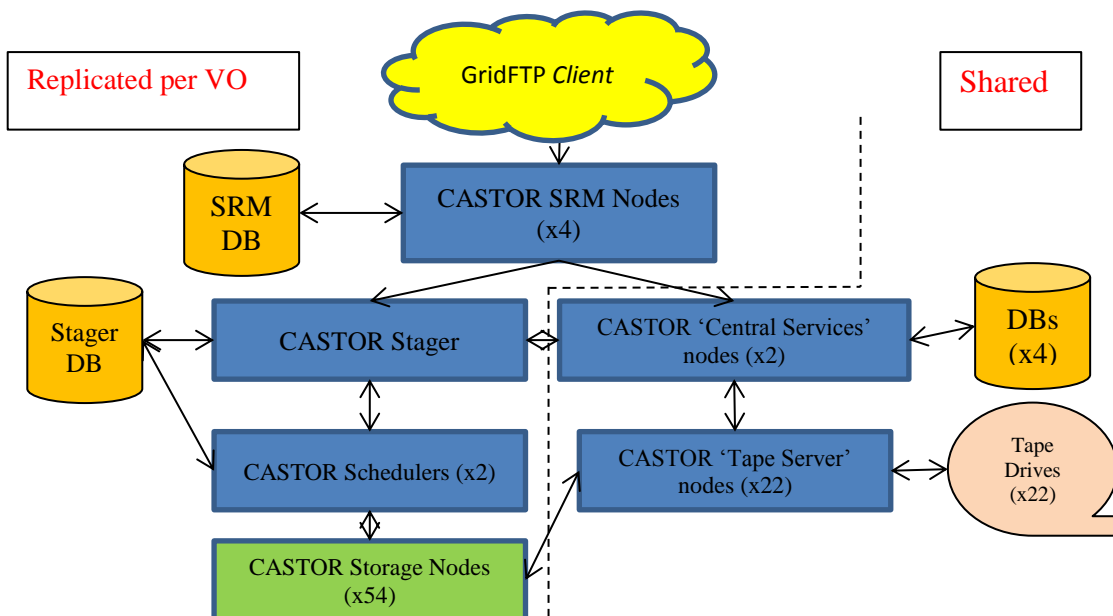 Replicated per VO
GridFTP Client
Shared
SRM
DB
CASTOR SRM Nodes
(x4)
Stager
DB
CASTOR Stager
CASTOR ‘Central Services’
nodes (x2)
DBs
(x4)
CASTOR Schedulers (x2)
CASTOR ‘Tape Server’
nodes (x22)
Tape
Drives
(x22)
CASTOR Storage Nodes
(x54)